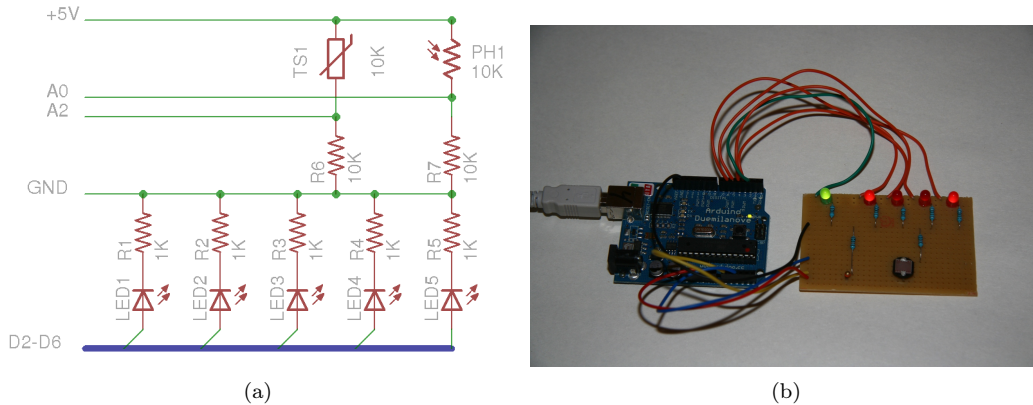 +5V
TS1
10K
PH1
10K
A0
A2
R6
10K
R7
10K
GND
R1
1K
R2
1K
R3
1K
R4
1K
R5
1K
LED1
LED2
LED3
LED4
LED5
D2-D6
Arduino
Duemilanove
(a)
(b)